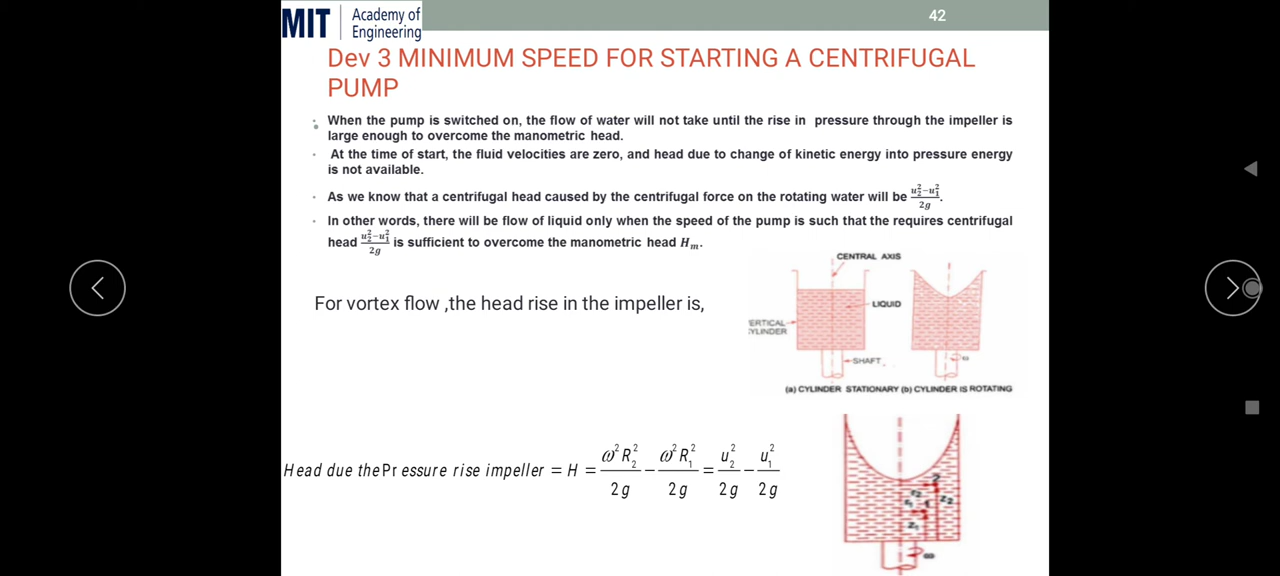 MIT Academy of Engineering
42
Dev 3 MINIMUM SPEED FOR STARTING A CENTRIFUGAL
PUMP
• When the pump is switched on, the flow of water will not take until the rise in pressure through the impeller is
large enough to overcome the manometric head.
• At the time of start, the fluid velocities are zero, and head due to change of kinetic energy into pressure energy
is not available.
• As we know that a centrifugal head caused by the centrifugal force on the rotating water will be (u₂² − u₁²)/2g.
• In other words, there will be flow of liquid only when the speed of the pump is such that the requires centrifugal
head (u₂² − u₁²)/2g is sufficient to overcome the manometric head Hₘ.
CENTRAL AXIS
For vortex flow ,the head rise in the impeller is,
LIQUID
ERTICAL
YLINDER
SHAFT
ω
(a) CYLINDER STATIONARY (b) CYLINDER IS ROTATING
Head due the Pr essure rise impeller = H = ω²R₂²/2g − ω²R₁²/2g = u₂²/2g − u₁²/2g
2
r₂
r₁ 1
z₂
z₁
ω